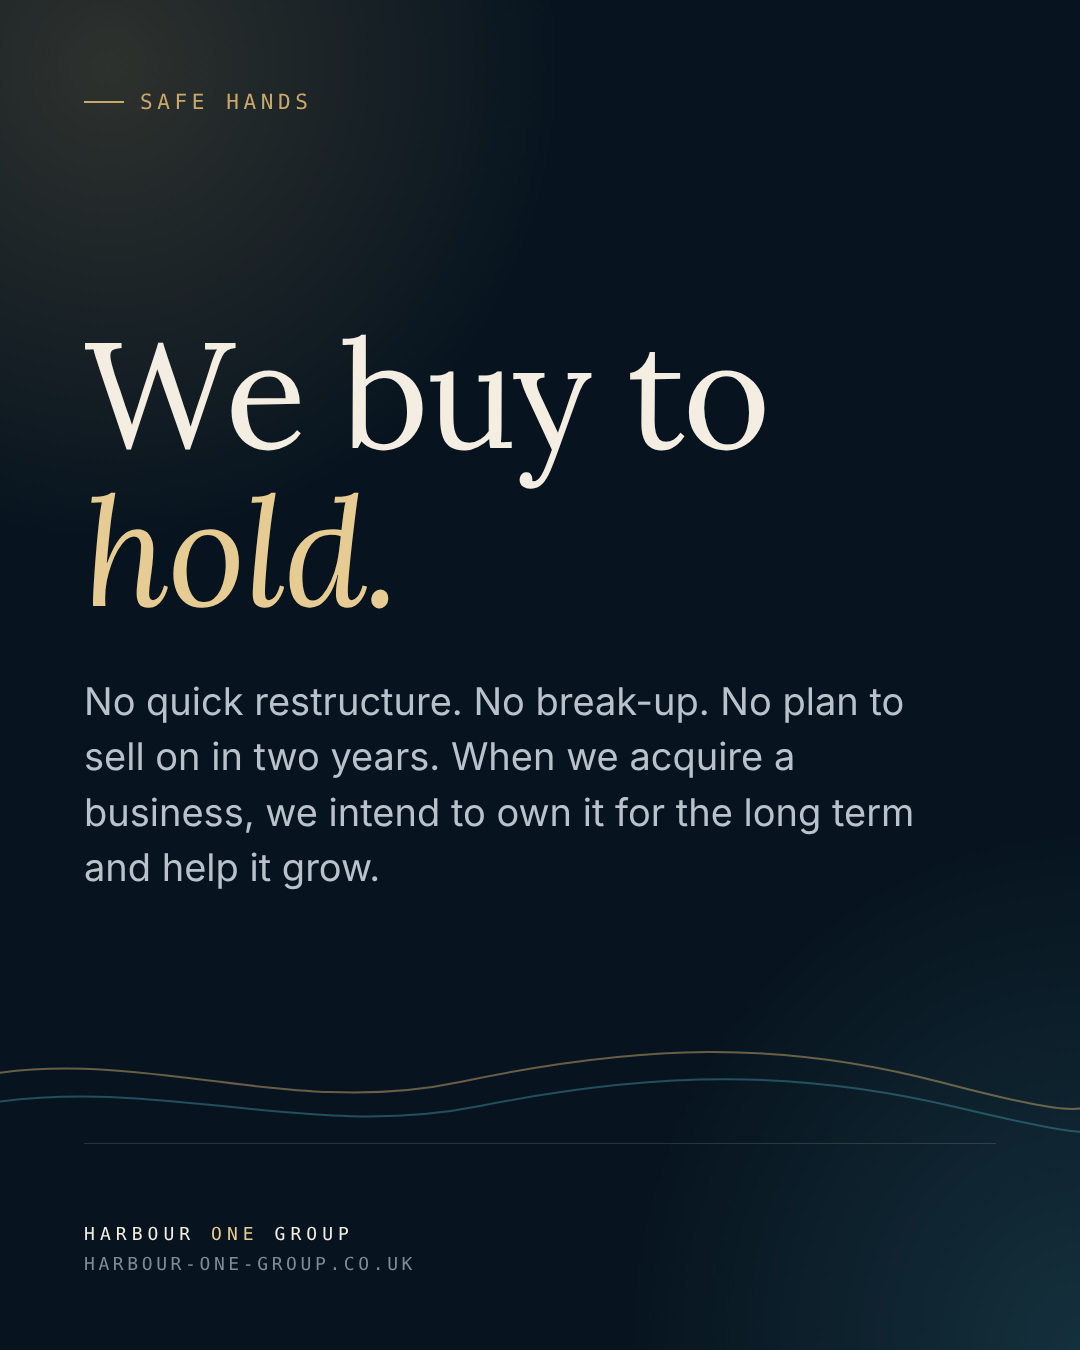 SAFE HANDS
We buy to
hold.
No quick restructure. No break-up. No plan to
sell on in two years. When we acquire a
business, we intend to own it for the long term
and help it grow.
HARBOUR ONE GROUP
HARBOUR-ONE-GROUP.CO.UK